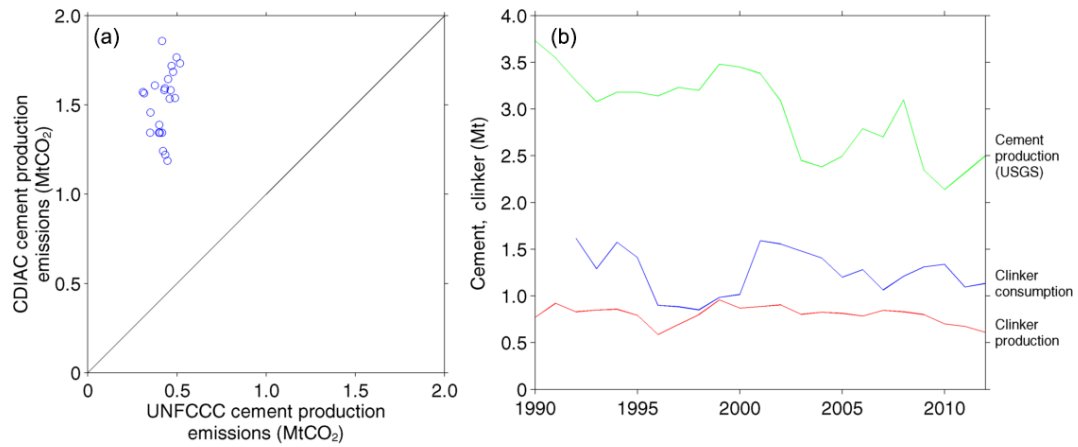 (a)
2.0
1.5
1.0
0.5
0
CDIAC cement production
emissions (MtCO₂)
0
0.5
1.0
1.5
2.0
UNFCCC cement production
emissions (MtCO₂)
(b)
4.0
3.5
3.0
2.5
2.0
1.5
1.0
0.5
0
Cement, clinker (Mt)
1990
1995
2000
2005
2010
Cement
production
(USGS)
Clinker
consumption
Clinker
production